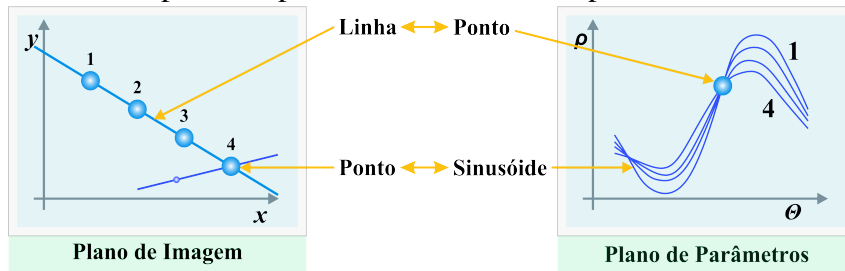 y
1
2
3
4
x
Plano de Imagem
Linha
Ponto
Ponto
Sinusóide
ρ
1
4
Θ
Plano de Parâmetros